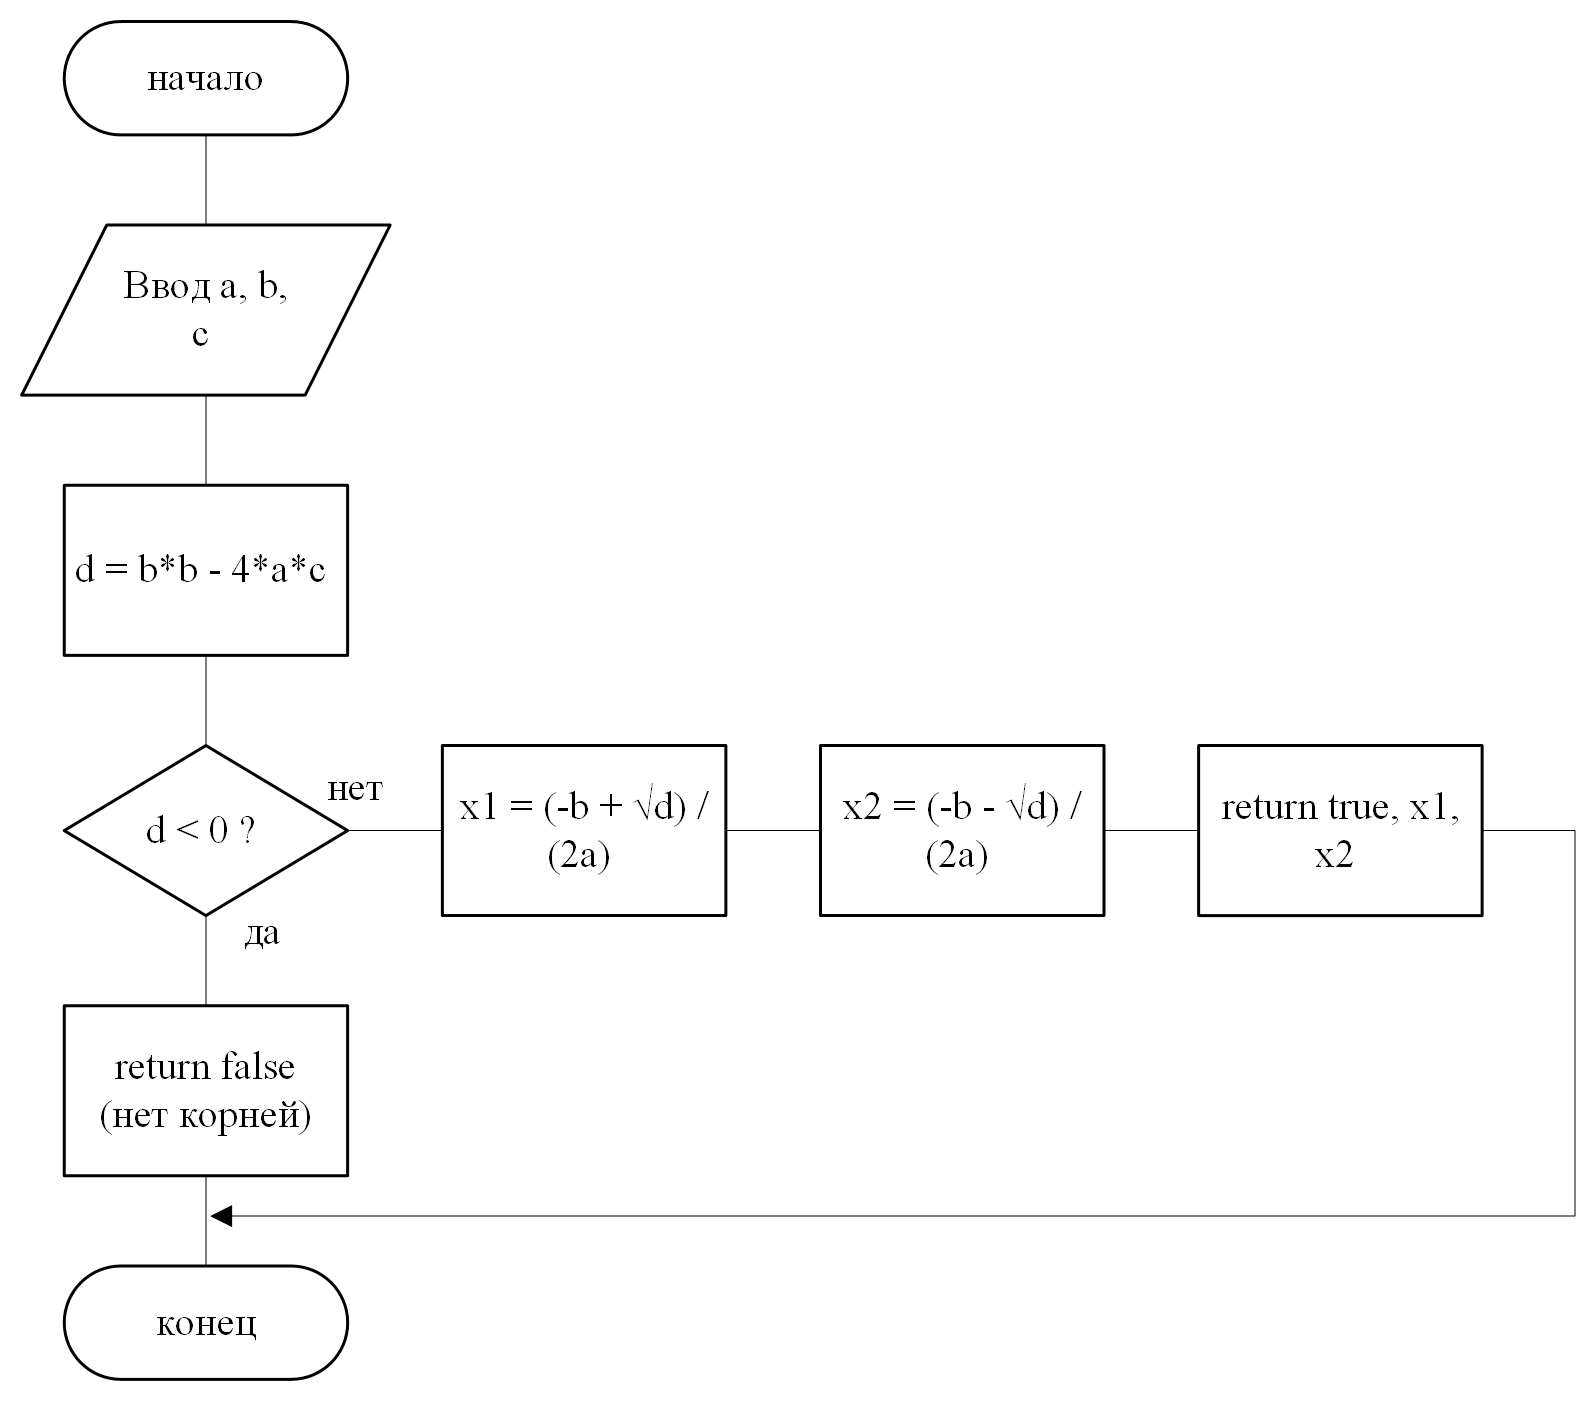 начало
Ввод a, b,
c
d = b*b - 4*a*c
d < 0 ?
нет
x1 = (-b + √d) /
(2a)
x2 = (-b - √d) /
(2a)
return true, x1,
x2
да
return false
(нет корней)
конец